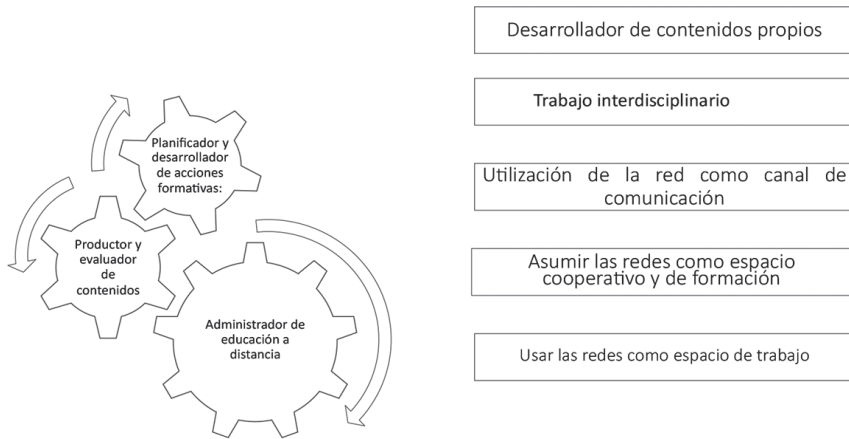 Planificador y
desarrollador
de acciones
formativas:
Productor y
evaluador
de
contenidos
Administrador de
educación a
distancia
Desarrollador de contenidos propios
Trabajo interdisciplinario
Utilización de la red como canal de
comunicación
Asumir las redes como espacio
cooperativo y de formación
Usar las redes como espacio de trabajo